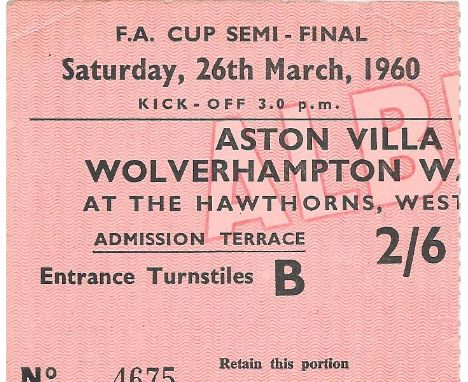 F.A. CUP SEMI-FINAL
Saturday, 26th March, 1960
KICK-OFF 3.0 p.m.
ASTON VILLA
WOLVERHAMPTON W.
AT THE HAWTHORNS, WEST
ADMISSION TERRACE 2/6
Entrance Turnstiles B
Retain this portion
No 4675
ALB